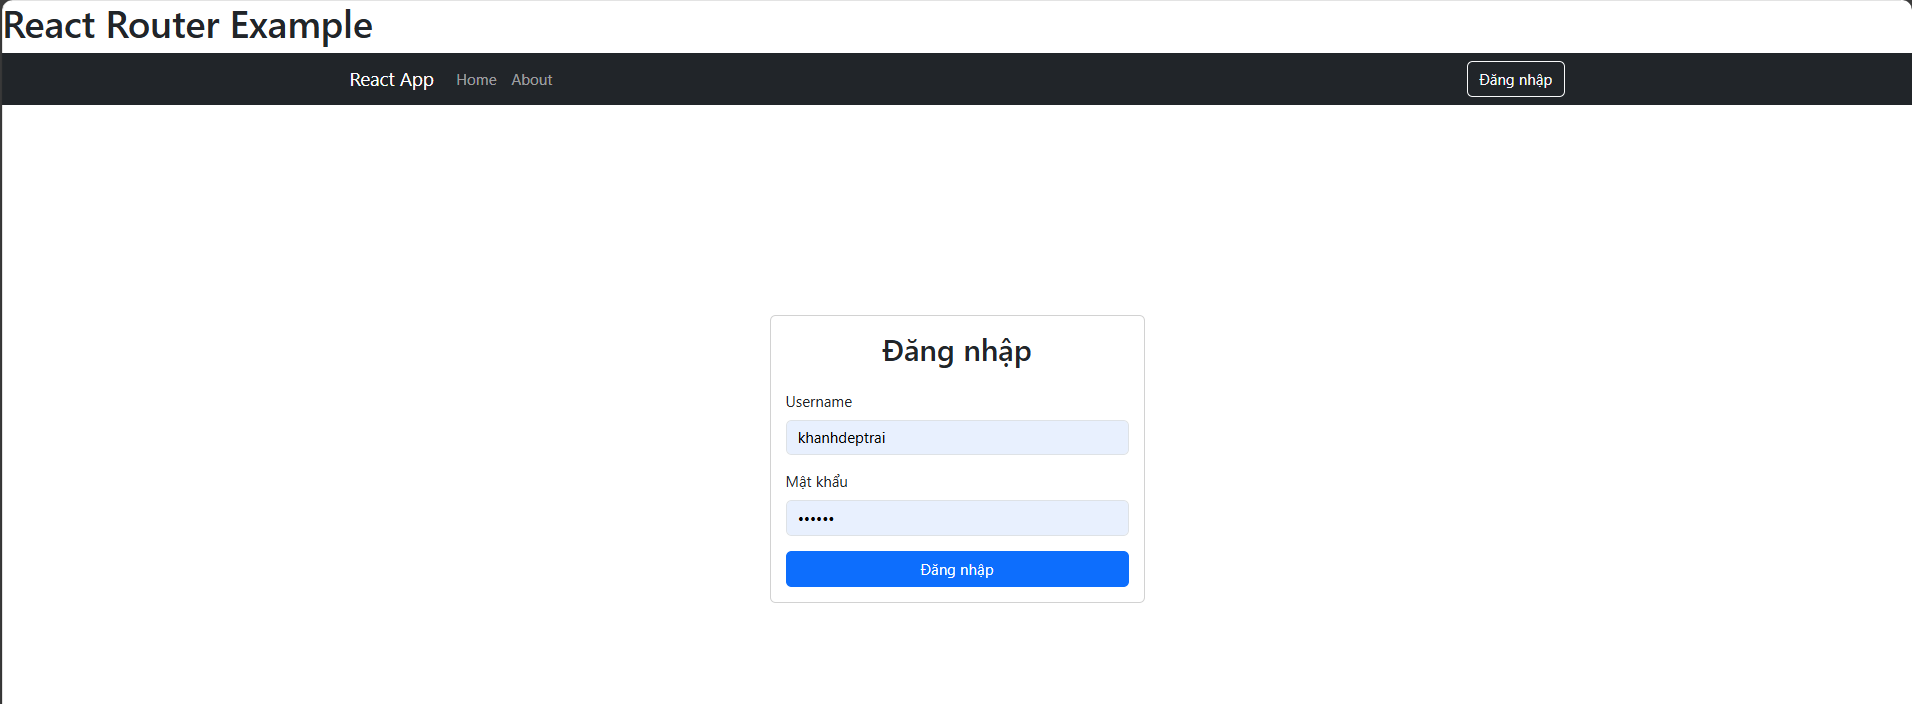 React Router Example
React App Home About Đăng nhập
Đăng nhập
Username
khanhdeptrai
Mật khẩu
••••••
Đăng nhập